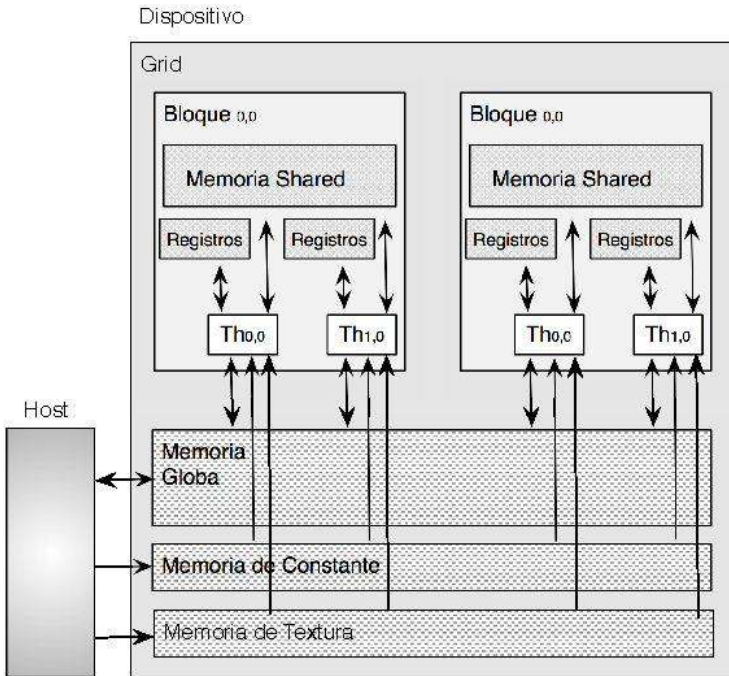 Dispositivo
Grid
Bloque 0,0
Bloque 0,0
Memoria Shared
Memoria Shared
Registros
Registros
Registros
Registros
Th0,0
Th1,0
Th0,0
Th1,0
Host
Memoria
Globa
Memoria de Constante
Memoria de Textura